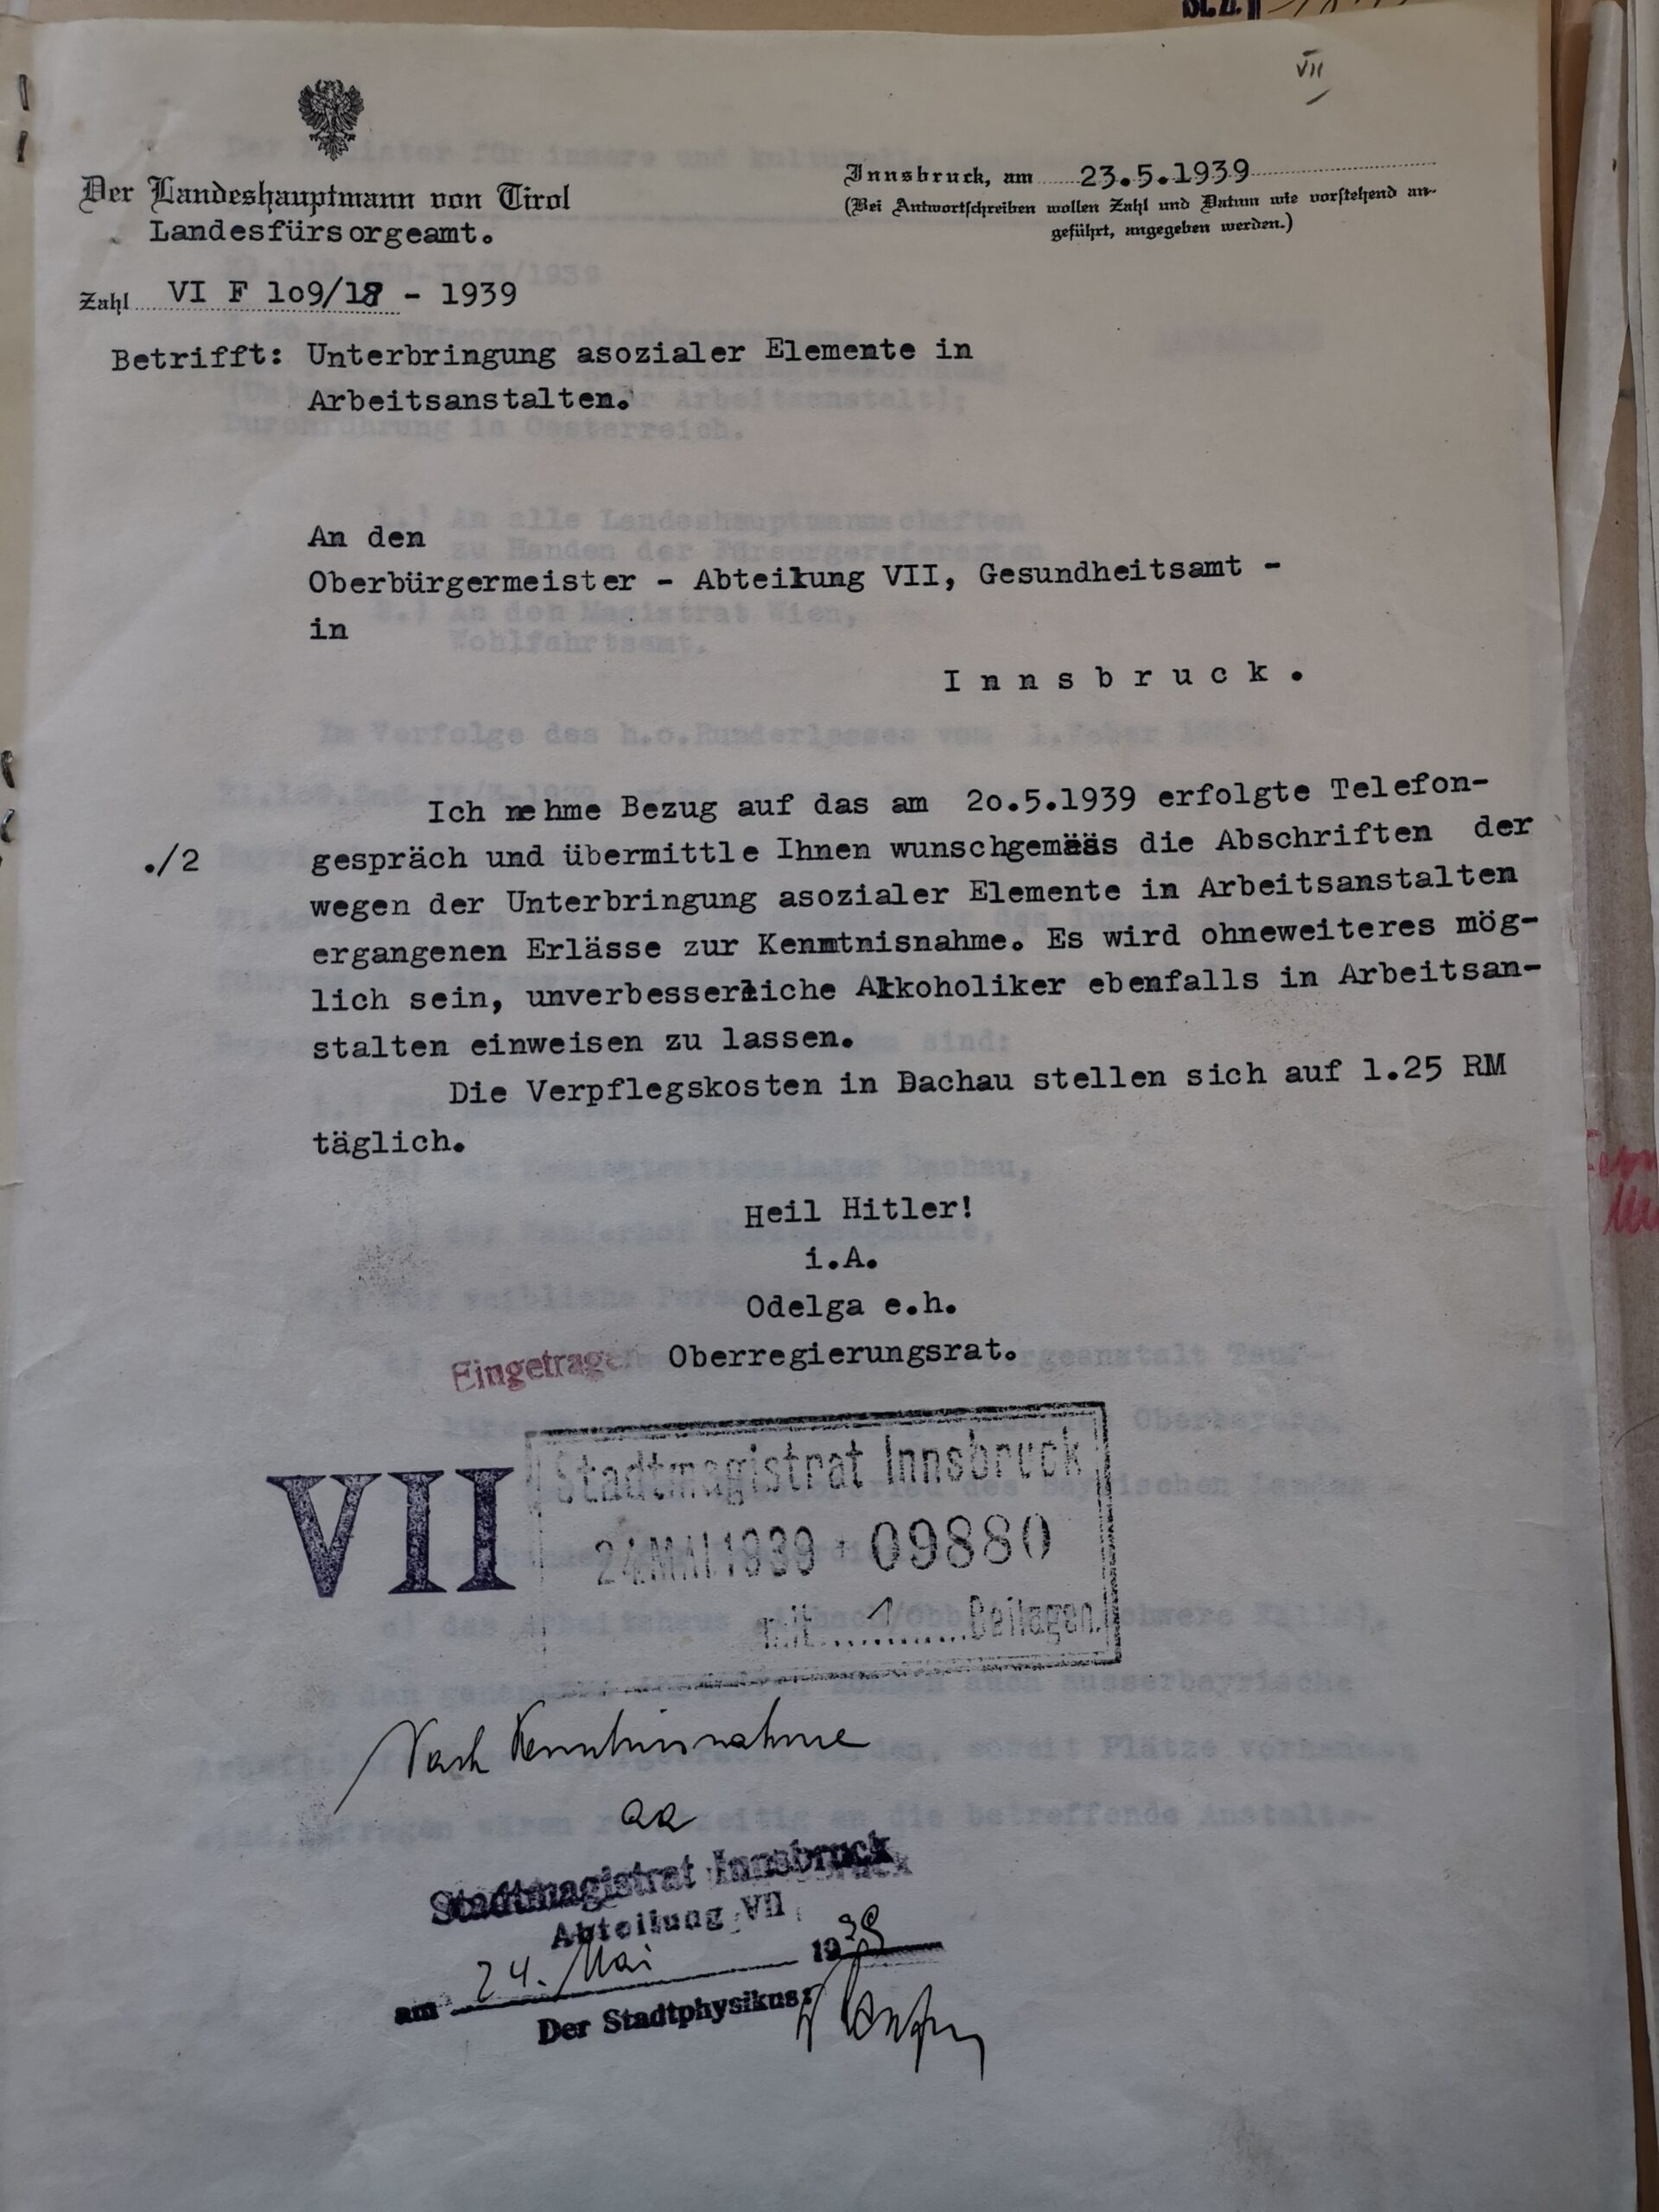 VII
Der Landeshauptmann von Tirol
Landesfürsorgeamt.
Innsbruck, am 23.5.1939
(Bei Antwortschreiben wollen Zahl und Datum wie vorstehend an-
geführt, angegeben werden.)
Zahl VI F 1o9/18 - 1939
Betrifft: Unterbringung asozialer Elemente in
Arbeitsanstalten.
An den
Oberbürgermeister - Abteilung VII, Gesundheitsamt -
in
Innsbruck.
Ich nehme Bezug auf das am 2o.5.1939 erfolgte Telefon-
./2 gespräch und übermittle Ihnen wunschgemäss die Abschriften der
wegen der Unterbringung asozialer Elemente in Arbeitsanstalten
ergangenen Erlässe zur Kenntnisnahme. Es wird ohneweiteres mög-
lich sein, unverbesserliche Alkoholiker ebenfalls in Arbeitsan-
stalten einweisen zu lassen.
Die Verpflegskosten in Dachau stellen sich auf 1.25 RM
täglich.
Heil Hitler!
i.A.
Odelga e.h.
Oberregierungsrat.
Eingetragen
VII
Stadtmagistrat Innsbruck
24.MAI.1939 * 09880
mit 1 Beilagen.
Nach Kenntnisnahme
aa
Stadtmagistrat Innsbruck
Abteilung VII
am 24. Mai 1939
Der Stadtphysikus: